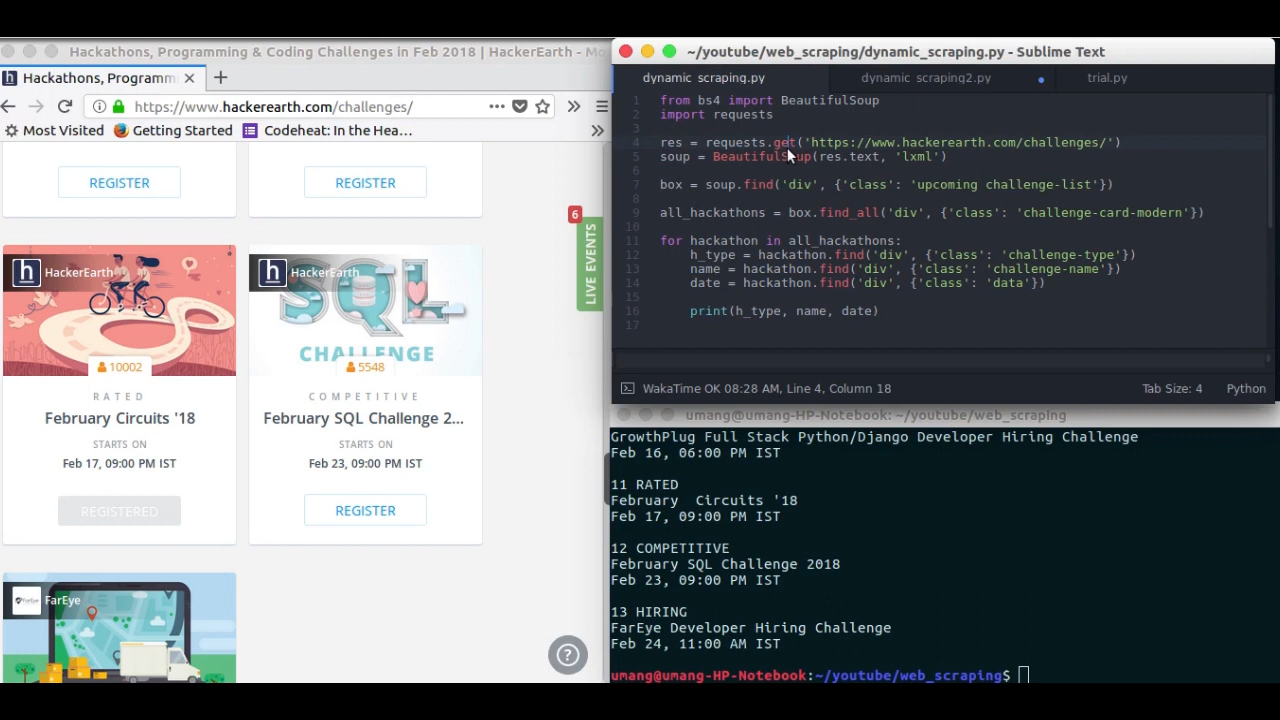 Hackathons, Programming & Coding Challenges in Feb 2018 | HackerEarth - Mo
Hackathons, Programm
https://www.hackerearth.com/challenges/
Most Visited
Getting Started
Codeheat: In the Hea…
REGISTER
REGISTER
6
LIVE EVENTS
h HackerEarth
10002
RATED
February Circuits '18
STARTS ON
Feb 17, 09:00 PM IST
REGISTERED
h HackerEarth
SQL
CHALLENGE
5548
COMPETITIVE
February SQL Challenge 2...
STARTS ON
Feb 23, 09:00 PM IST
REGISTER
FarEye
?
~/youtube/web_scraping/dynamic_scraping.py - Sublime Text
dynamic_scraping.py
dynamic_scraping2.py
trial.py
1 from bs4 import BeautifulSoup
2 import requests
3
4 res = requests.get('https://www.hackerearth.com/challenges/')
5 soup = BeautifulSoup(res.text, 'lxml')
6
7 box = soup.find('div', {'class': 'upcoming challenge-list'})
8
9 all_hackathons = box.find_all('div', {'class': 'challenge-card-modern'})
10
11 for hackathon in all_hackathons:
12 h_type = hackathon.find('div', {'class': 'challenge-type'})
13 name = hackathon.find('div', {'class': 'challenge-name'})
14 date = hackathon.find('div', {'class': 'data'})
15
16 print(h_type, name, date)
17
WakaTime OK 08:28 AM, Line 4, Column 18
Tab Size: 4
Python
umang@umang-HP-Notebook: ~/youtube/web_scraping
GrowthPlug Full Stack Python/Django Developer Hiring Challenge
Feb 16, 06:00 PM IST
11 RATED
February  Circuits '18
Feb 17, 09:00 PM IST
12 COMPETITIVE
February SQL Challenge 2018
Feb 23, 09:00 PM IST
13 HIRING
FarEye Developer Hiring Challenge
Feb 24, 11:00 AM IST
umang@umang-HP-Notebook:~/youtube/web_scraping$